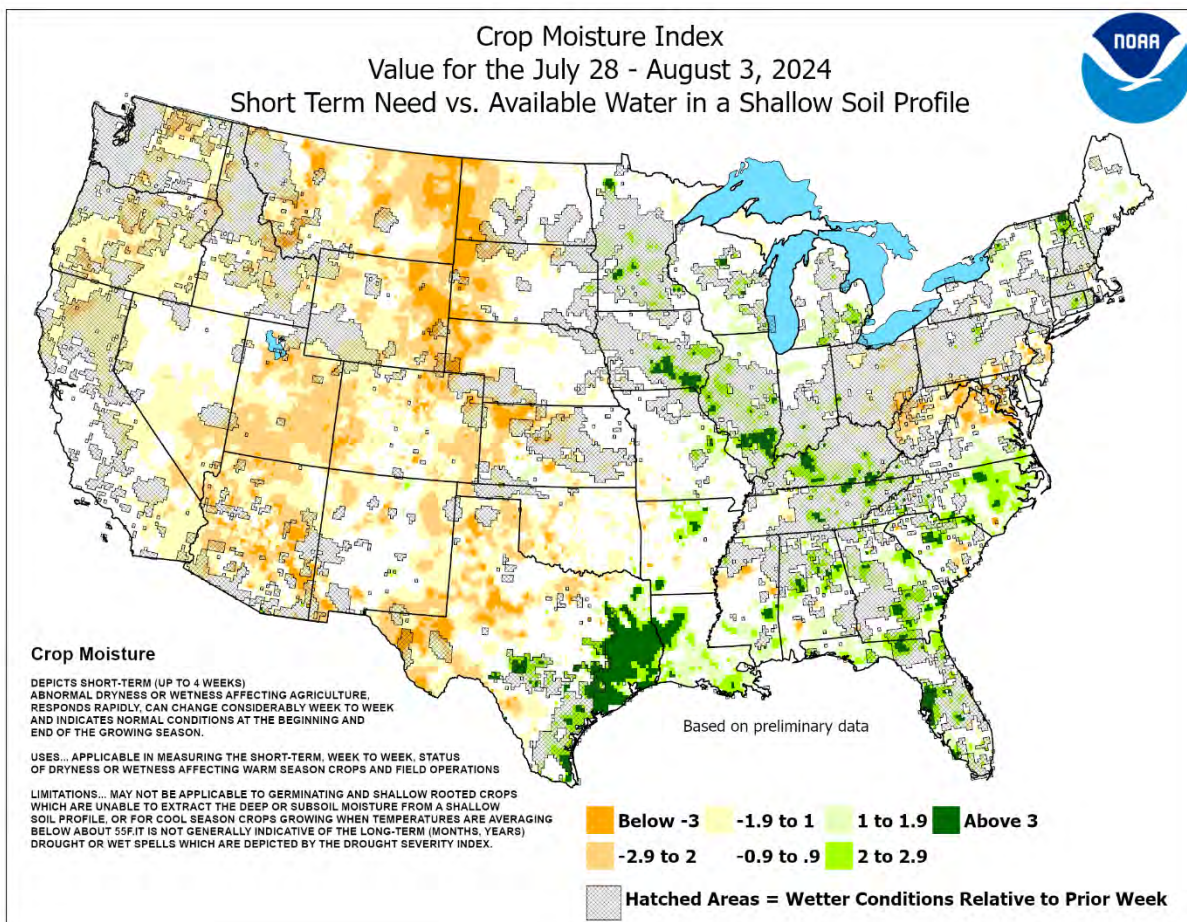 Crop Moisture Index
Value for the July 28 - August 3, 2024
Short Term Need vs. Available Water in a Shallow Soil Profile
NOAA
Crop Moisture
DEPICTS SHORT-TERM (UP TO 4 WEEKS)
ABNORMAL DRYNESS OR WETNESS AFFECTING AGRICULTURE,
RESPONDS RAPIDLY, CAN CHANGE CONSIDERABLY WEEK TO WEEK
AND INDICATES NORMAL CONDITIONS AT THE BEGINNING AND
END OF THE GROWING SEASON.
USES... APPLICABLE IN MEASURING THE SHORT-TERM, WEEK TO WEEK, STATUS
OF DRYNESS OR WETNESS AFFECTING WARM SEASON CROPS AND FIELD OPERATIONS
LIMITATIONS... MAY NOT BE APPLICABLE TO GERMINATING AND SHALLOW ROOTED CROPS
WHICH ARE UNABLE TO EXTRACT THE DEEP OR SUBSOIL MOISTURE FROM A SHALLOW
SOIL PROFILE, OR FOR COOL SEASON CROPS GROWING WHEN TEMPERATURES ARE AVERAGING
BELOW ABOUT 55F.IT IS NOT GENERALLY INDICATIVE OF THE LONG-TERM (MONTHS, YEARS)
DROUGHT OR WET SPELLS WHICH ARE DEPICTED BY THE DROUGHT SEVERITY INDEX.
Based on preliminary data
Below -3 -1.9 to 1 1 to 1.9 Above 3
-2.9 to 2 -0.9 to .9 2 to 2.9
Hatched Areas = Wetter Conditions Relative to Prior Week